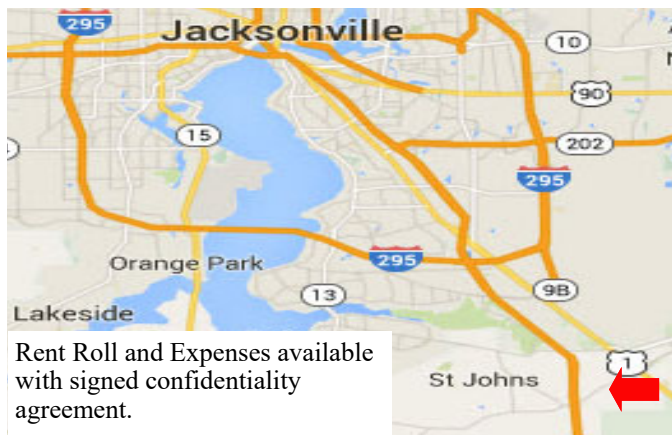 295
Jacksonville
10
90
15
202
295
Orange Park
295
13
9B
Lakeside
Rent Roll and Expenses available
with signed confidentiality
agreement.
St Johns
1